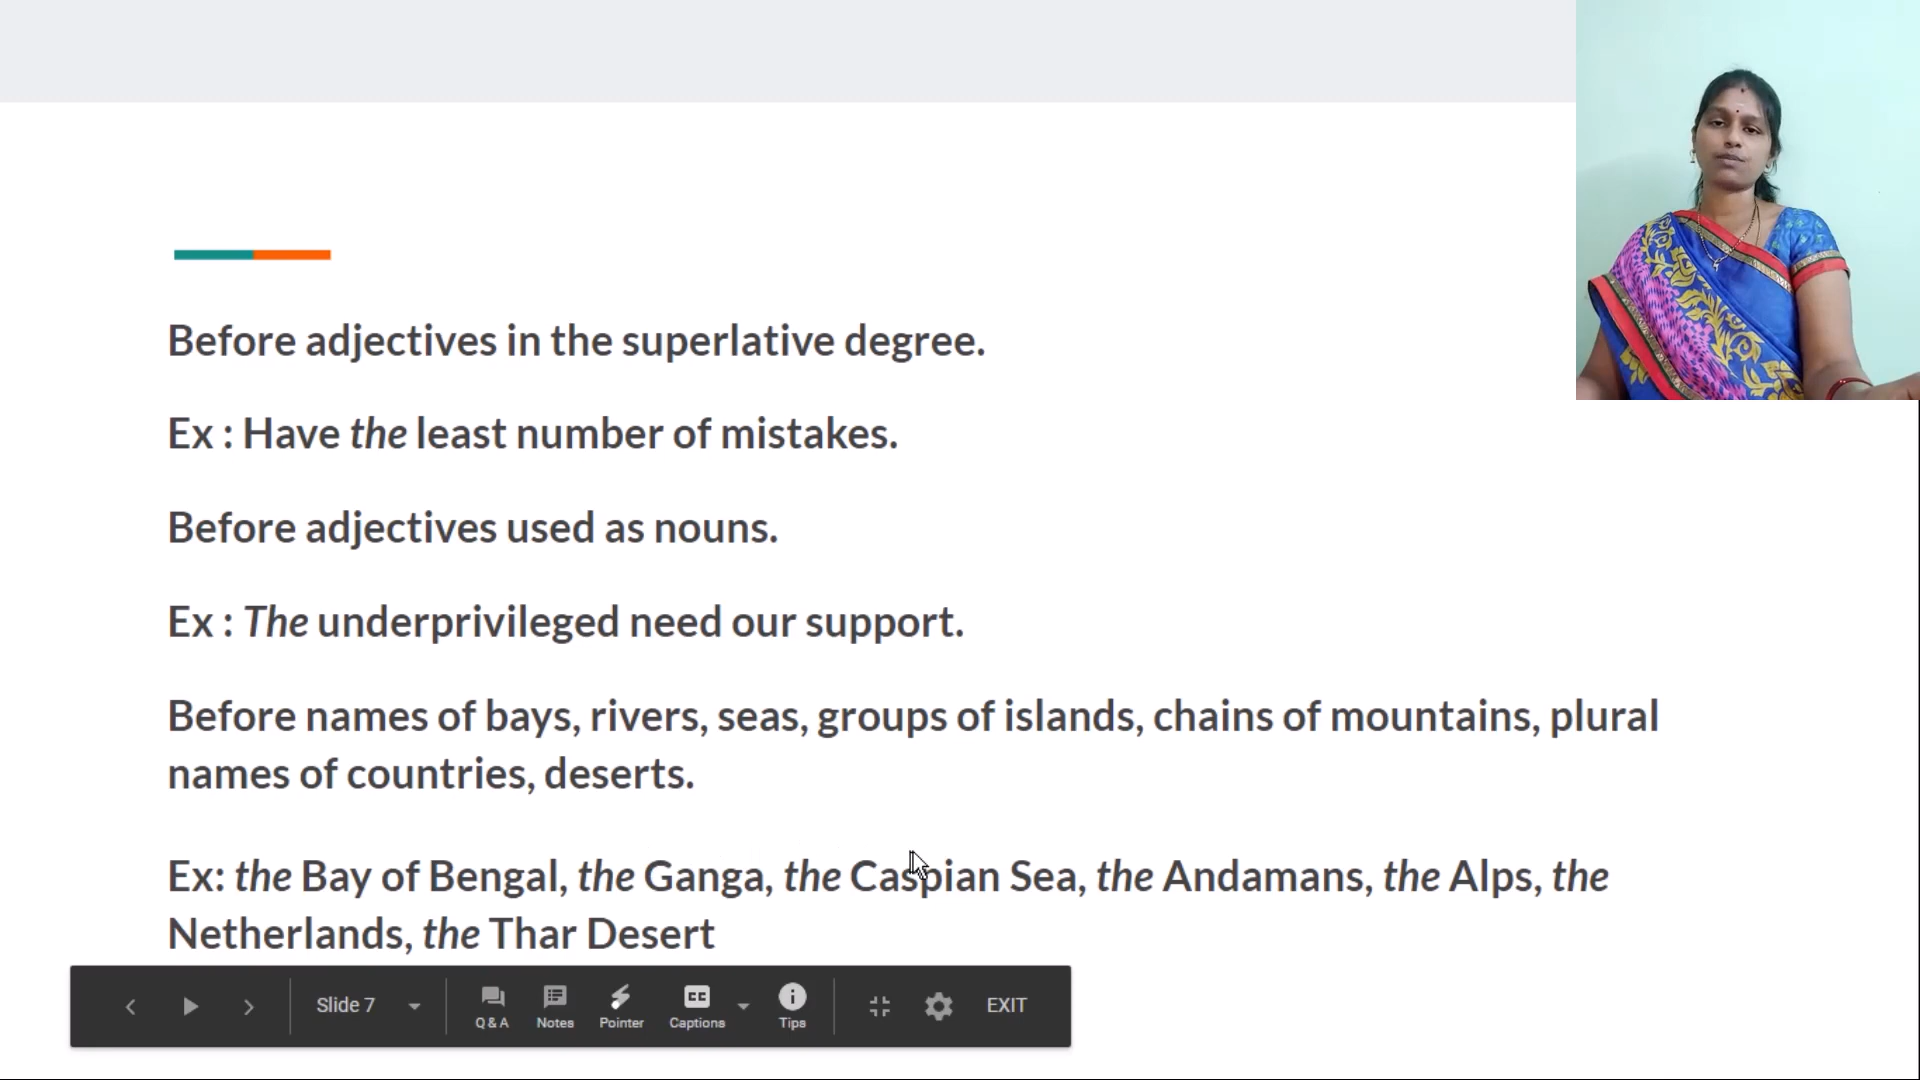 Before adjectives in the superlative degree.
Ex : Have the least number of mistakes.
Before adjectives used as nouns.
Ex : The underprivileged need our support.
Before names of bays, rivers, seas, groups of islands, chains of mountains, plural
names of countries, deserts.
Ex: the Bay of Bengal, the Ganga, the Caspian Sea, the Andamans, the Alps, the
Netherlands, the Thar Desert
Slide 7 Q & A Notes Pointer CC Captions Tips EXIT